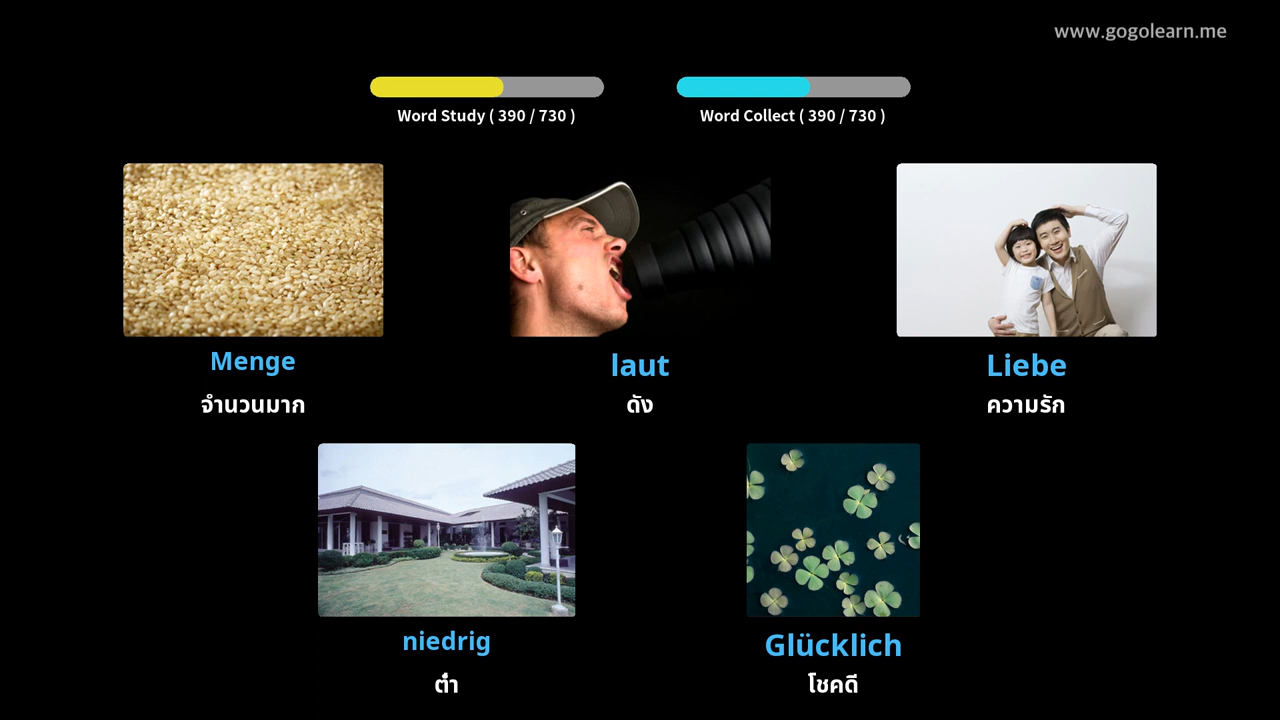 www.gogolearn.me
Word Study ( 390 / 730 )
Word Collect ( 390 / 730 )
Menge
จำนวนมาก
laut
ดัง
Liebe
ความรัก
niedrig
ต่ำ
Glücklich
โชคดี